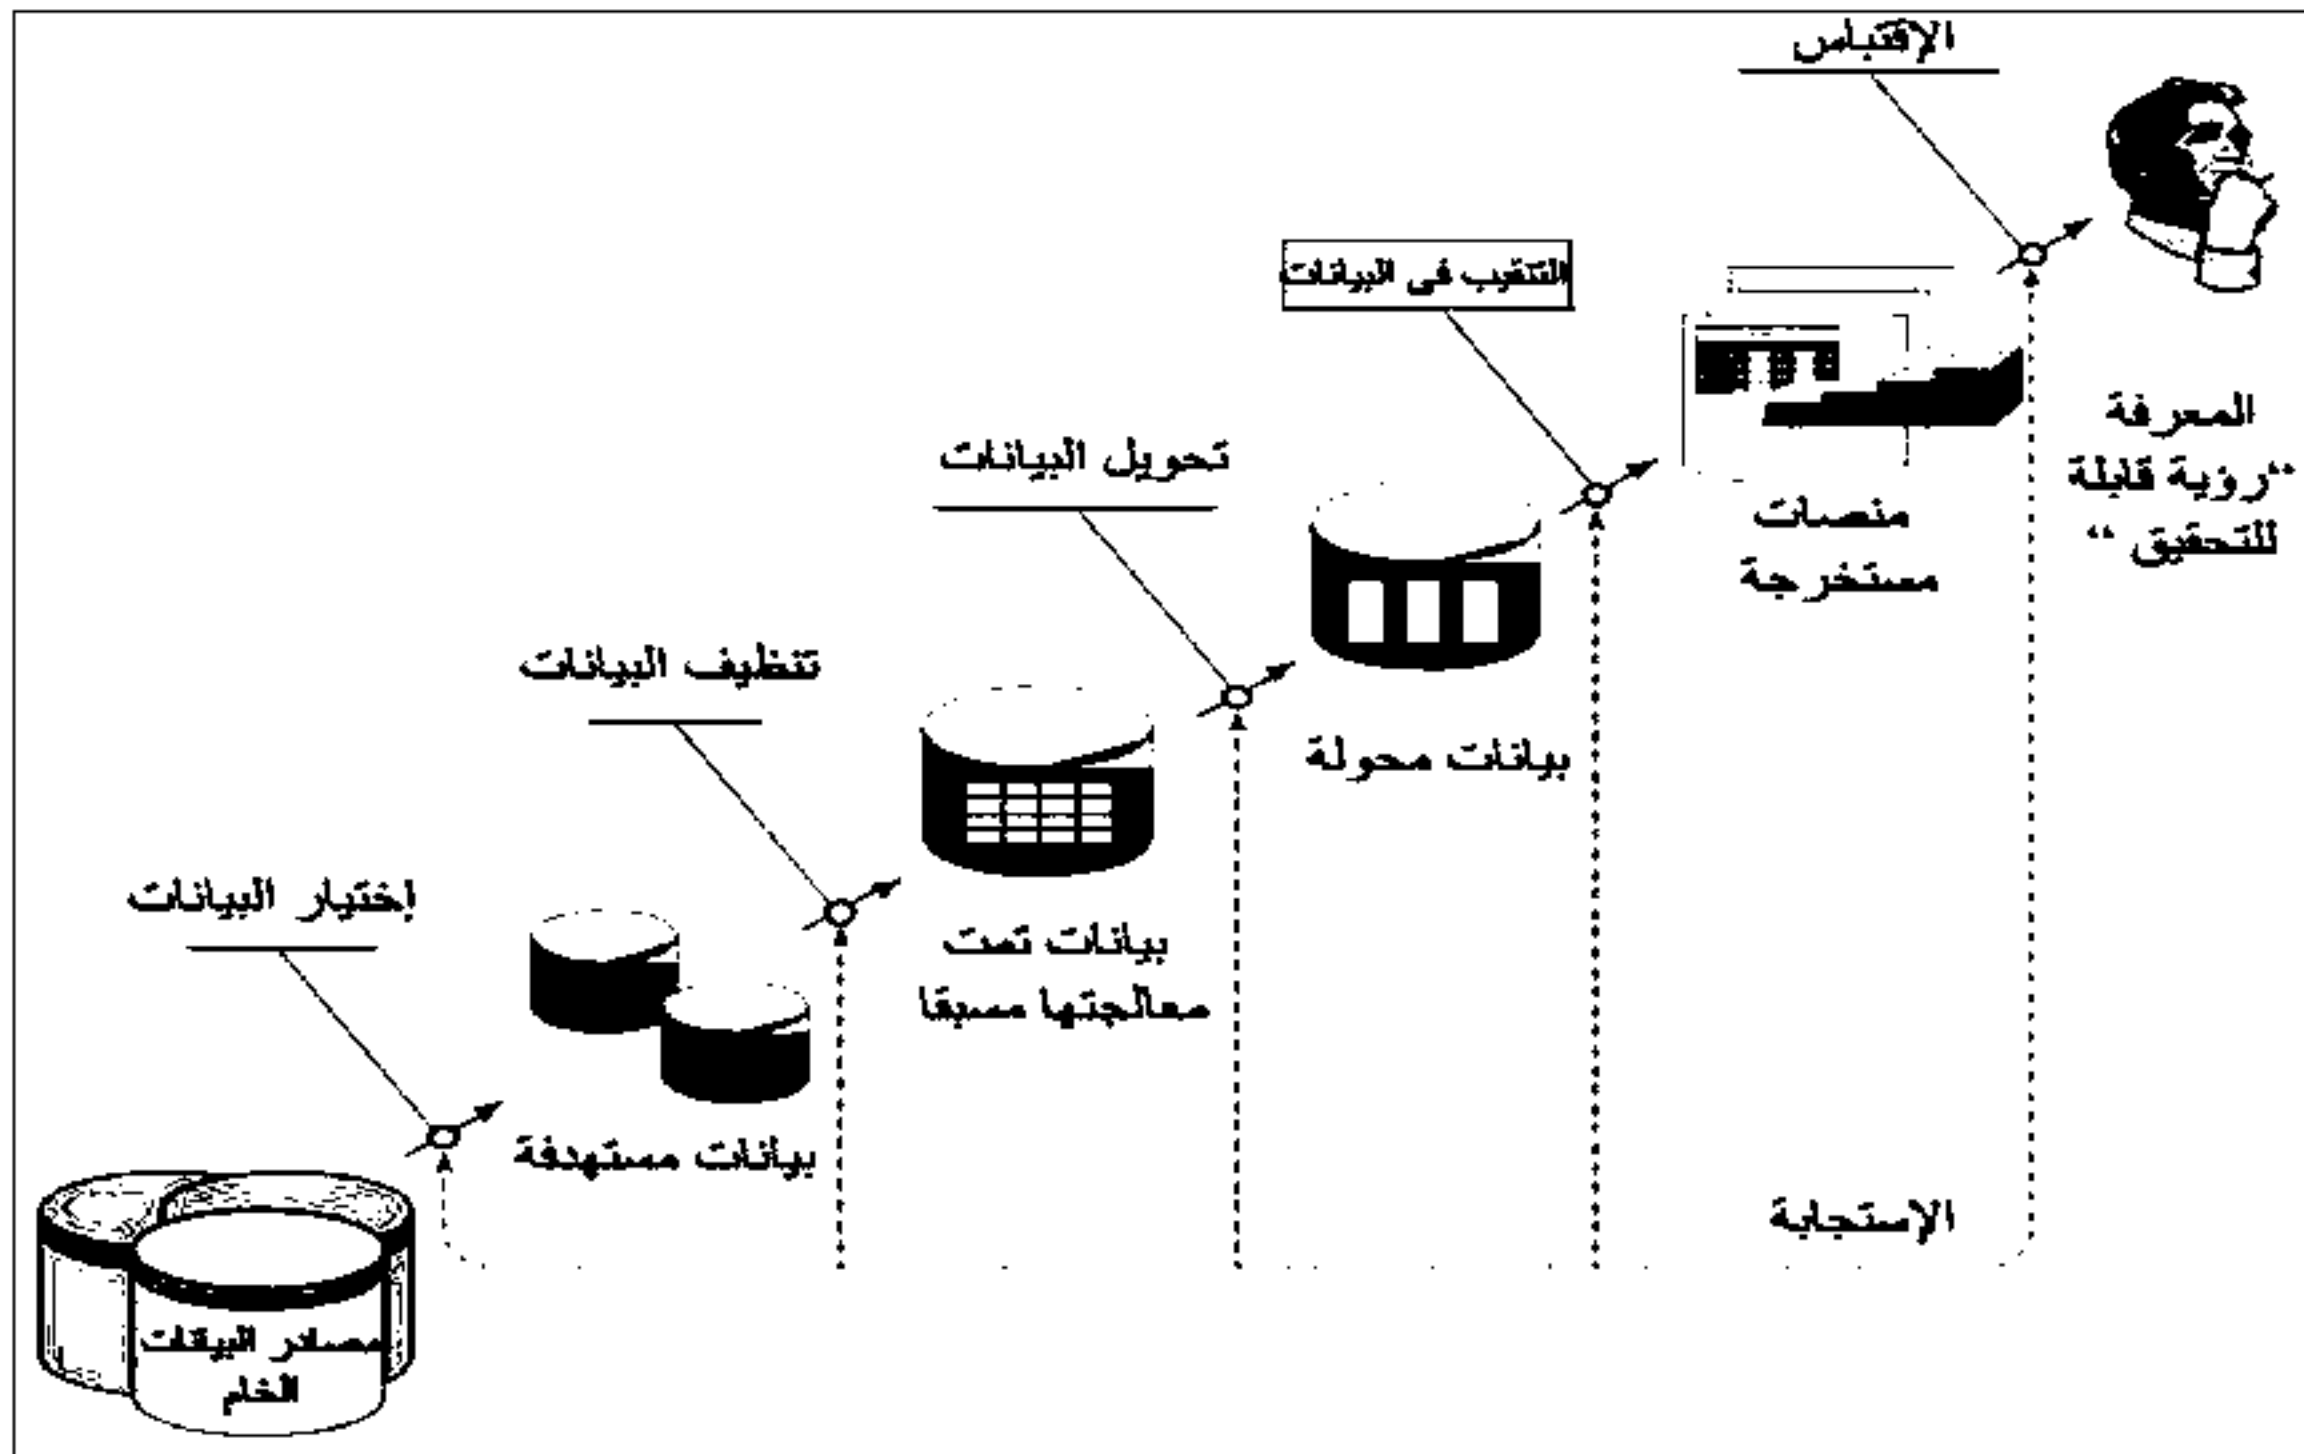 الإقتباس
التنقيب فى البيانات
المعرفة
“رؤية قابلة
للتحقيق “
تحويل البيانات
منصات
مستخرجة
تنظيف البيانات
بيانات محولة
إختيار البيانات
بيانات تمت
معالجتها مسبقا
بيانات مستهدفة
الإستجابة
مصادر البيانات
الخام